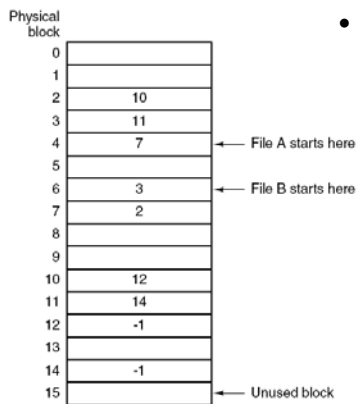 Physical
block
0
1
2 10
3 11
4 7 File A starts here
5
6 3 File B starts here
7 2
8
9
10 12
11 14
12 -1
13
14 -1
15 Unused block